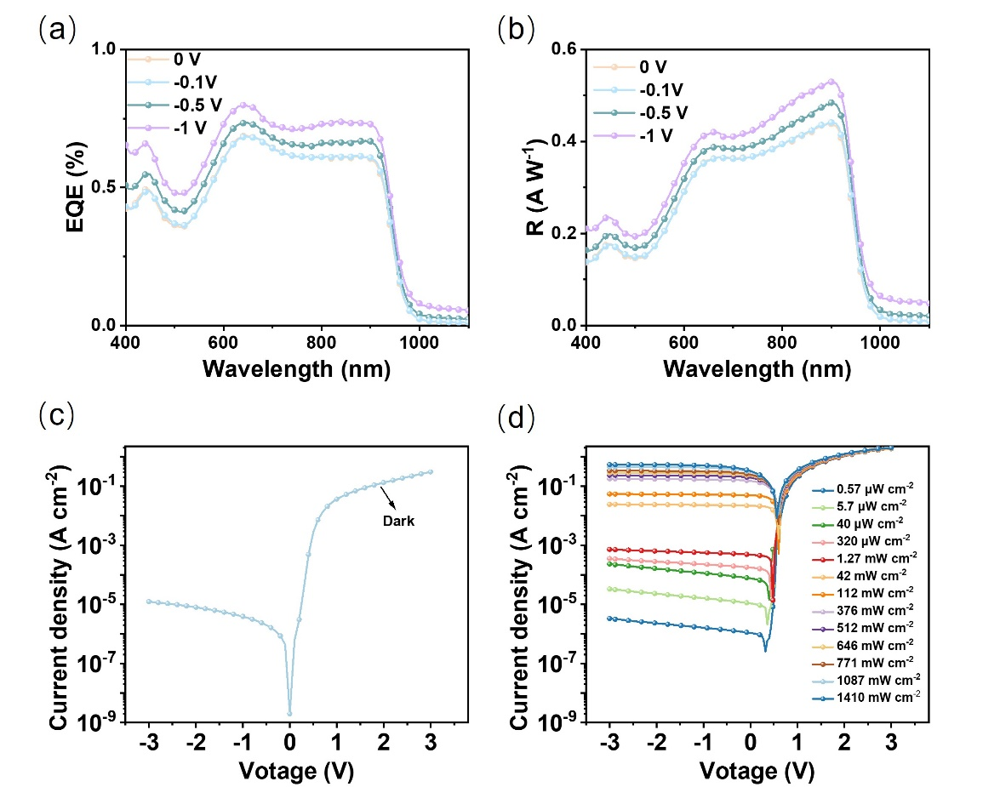 (a)
1.0
0.5
0.0
EQE (%)
0 V
-0.1V
-0.5 V
-1 V
400 600 800 1000
Wavelength (nm)
(b)
0.6
0.4
0.2
0.0
R (A W⁻¹)
0 V
-0.1V
-0.5 V
-1 V
400 600 800 1000
Wavelength (nm)
(c)
10⁻¹
10⁻³
10⁻⁵
10⁻⁷
10⁻⁹
Current density (A cm⁻²)
Dark
-3 -2 -1 0 1 2 3
Votage (V)
(d)
10⁻¹
10⁻³
10⁻⁵
10⁻⁷
10⁻⁹
Current density (A cm⁻²)
0.57 μW cm⁻²
5.7 μW cm⁻²
40 μW cm⁻²
320 μW cm⁻²
1.27 mW cm⁻²
42 mW cm⁻²
112 mW cm⁻²
376 mW cm⁻²
512 mW cm⁻²
646 mW cm⁻²
771 mW cm⁻²
1087 mW cm⁻²
1410 mW cm⁻²
-3 -2 -1 0 1 2 3
Votage (V)